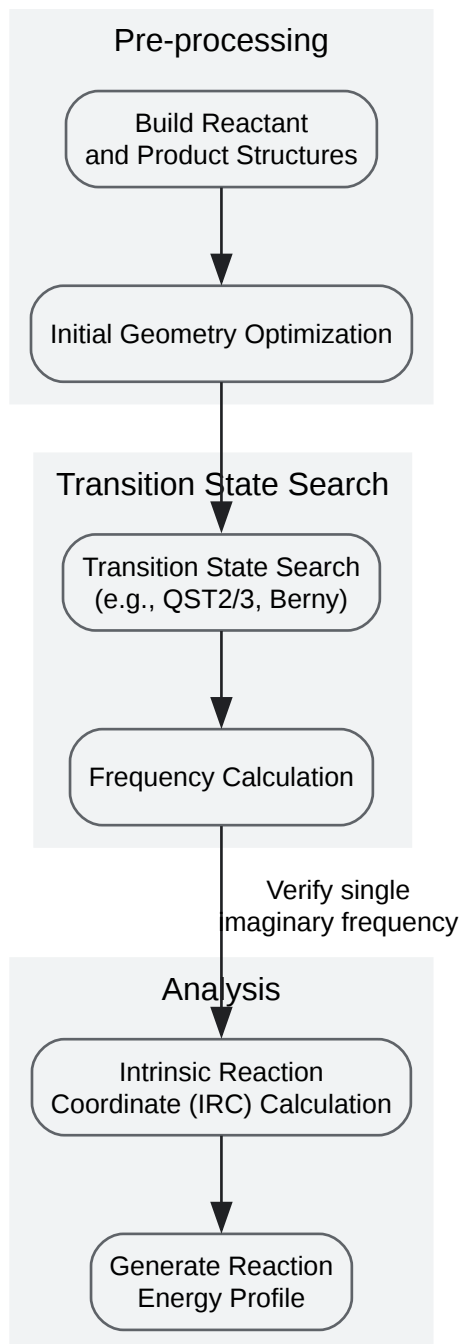 Pre-processing
Build Reactant
and Product Structures
Initial Geometry Optimization
Transition State Search
Transition State Search
(e.g., QST2/3, Berny)
Frequency Calculation
Verify single
imaginary frequency
Analysis
Intrinsic Reaction
Coordinate (IRC) Calculation
Generate Reaction
Energy Profile